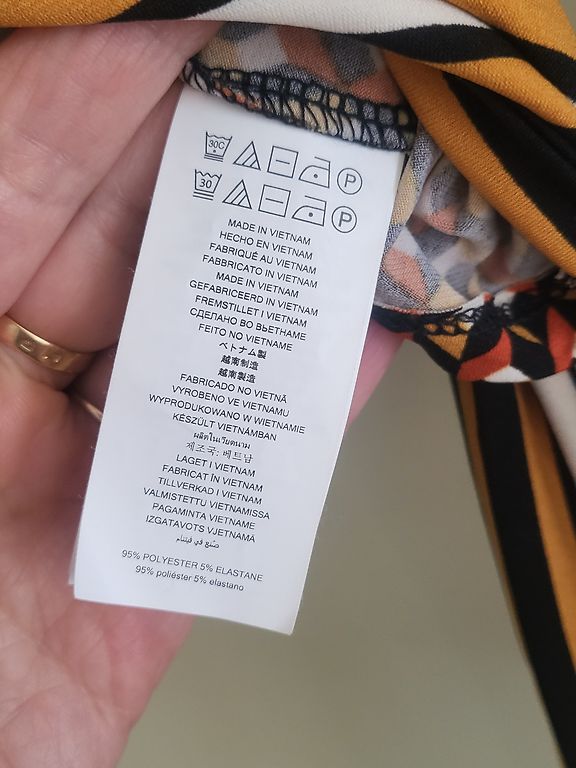 30C P
30 P
MADE IN VIETNAM
HECHO EN VIETNAM
FABRIQUÉ AU VIETNAM
FABBRICATO IN VIETNAM
MADE IN VIETNAM
GEFABRICEERD IN VIETNAM
FREMSTILLET I VIETNAM
СДЕЛАНО ВО ВЬЕТНАМЕ
FEITO NO VIETNAME
ベトナム製
越南制造
越南製造
FABRICADO NO VIETNÃ
VYROBENO VE VIETNAMU
WYPRODUKOWANO W WIETNAMIE
KÉSZÜLT VIETNÁMBAN
ผลิตในเวียดนาม
제조국: 베트남
LAGET I VIETNAM
FABRICAT ÎN VIETNAM
TILLVERKAD I VIETNAM
VALMISTETTU VIETNAMISSA
PAGAMINTA VIETNAME
IZGATAVOTS VJETNAMĀ
صنع في فيتنام
95% POLYESTER 5% ELASTANE
95% poliéster 5% elastano